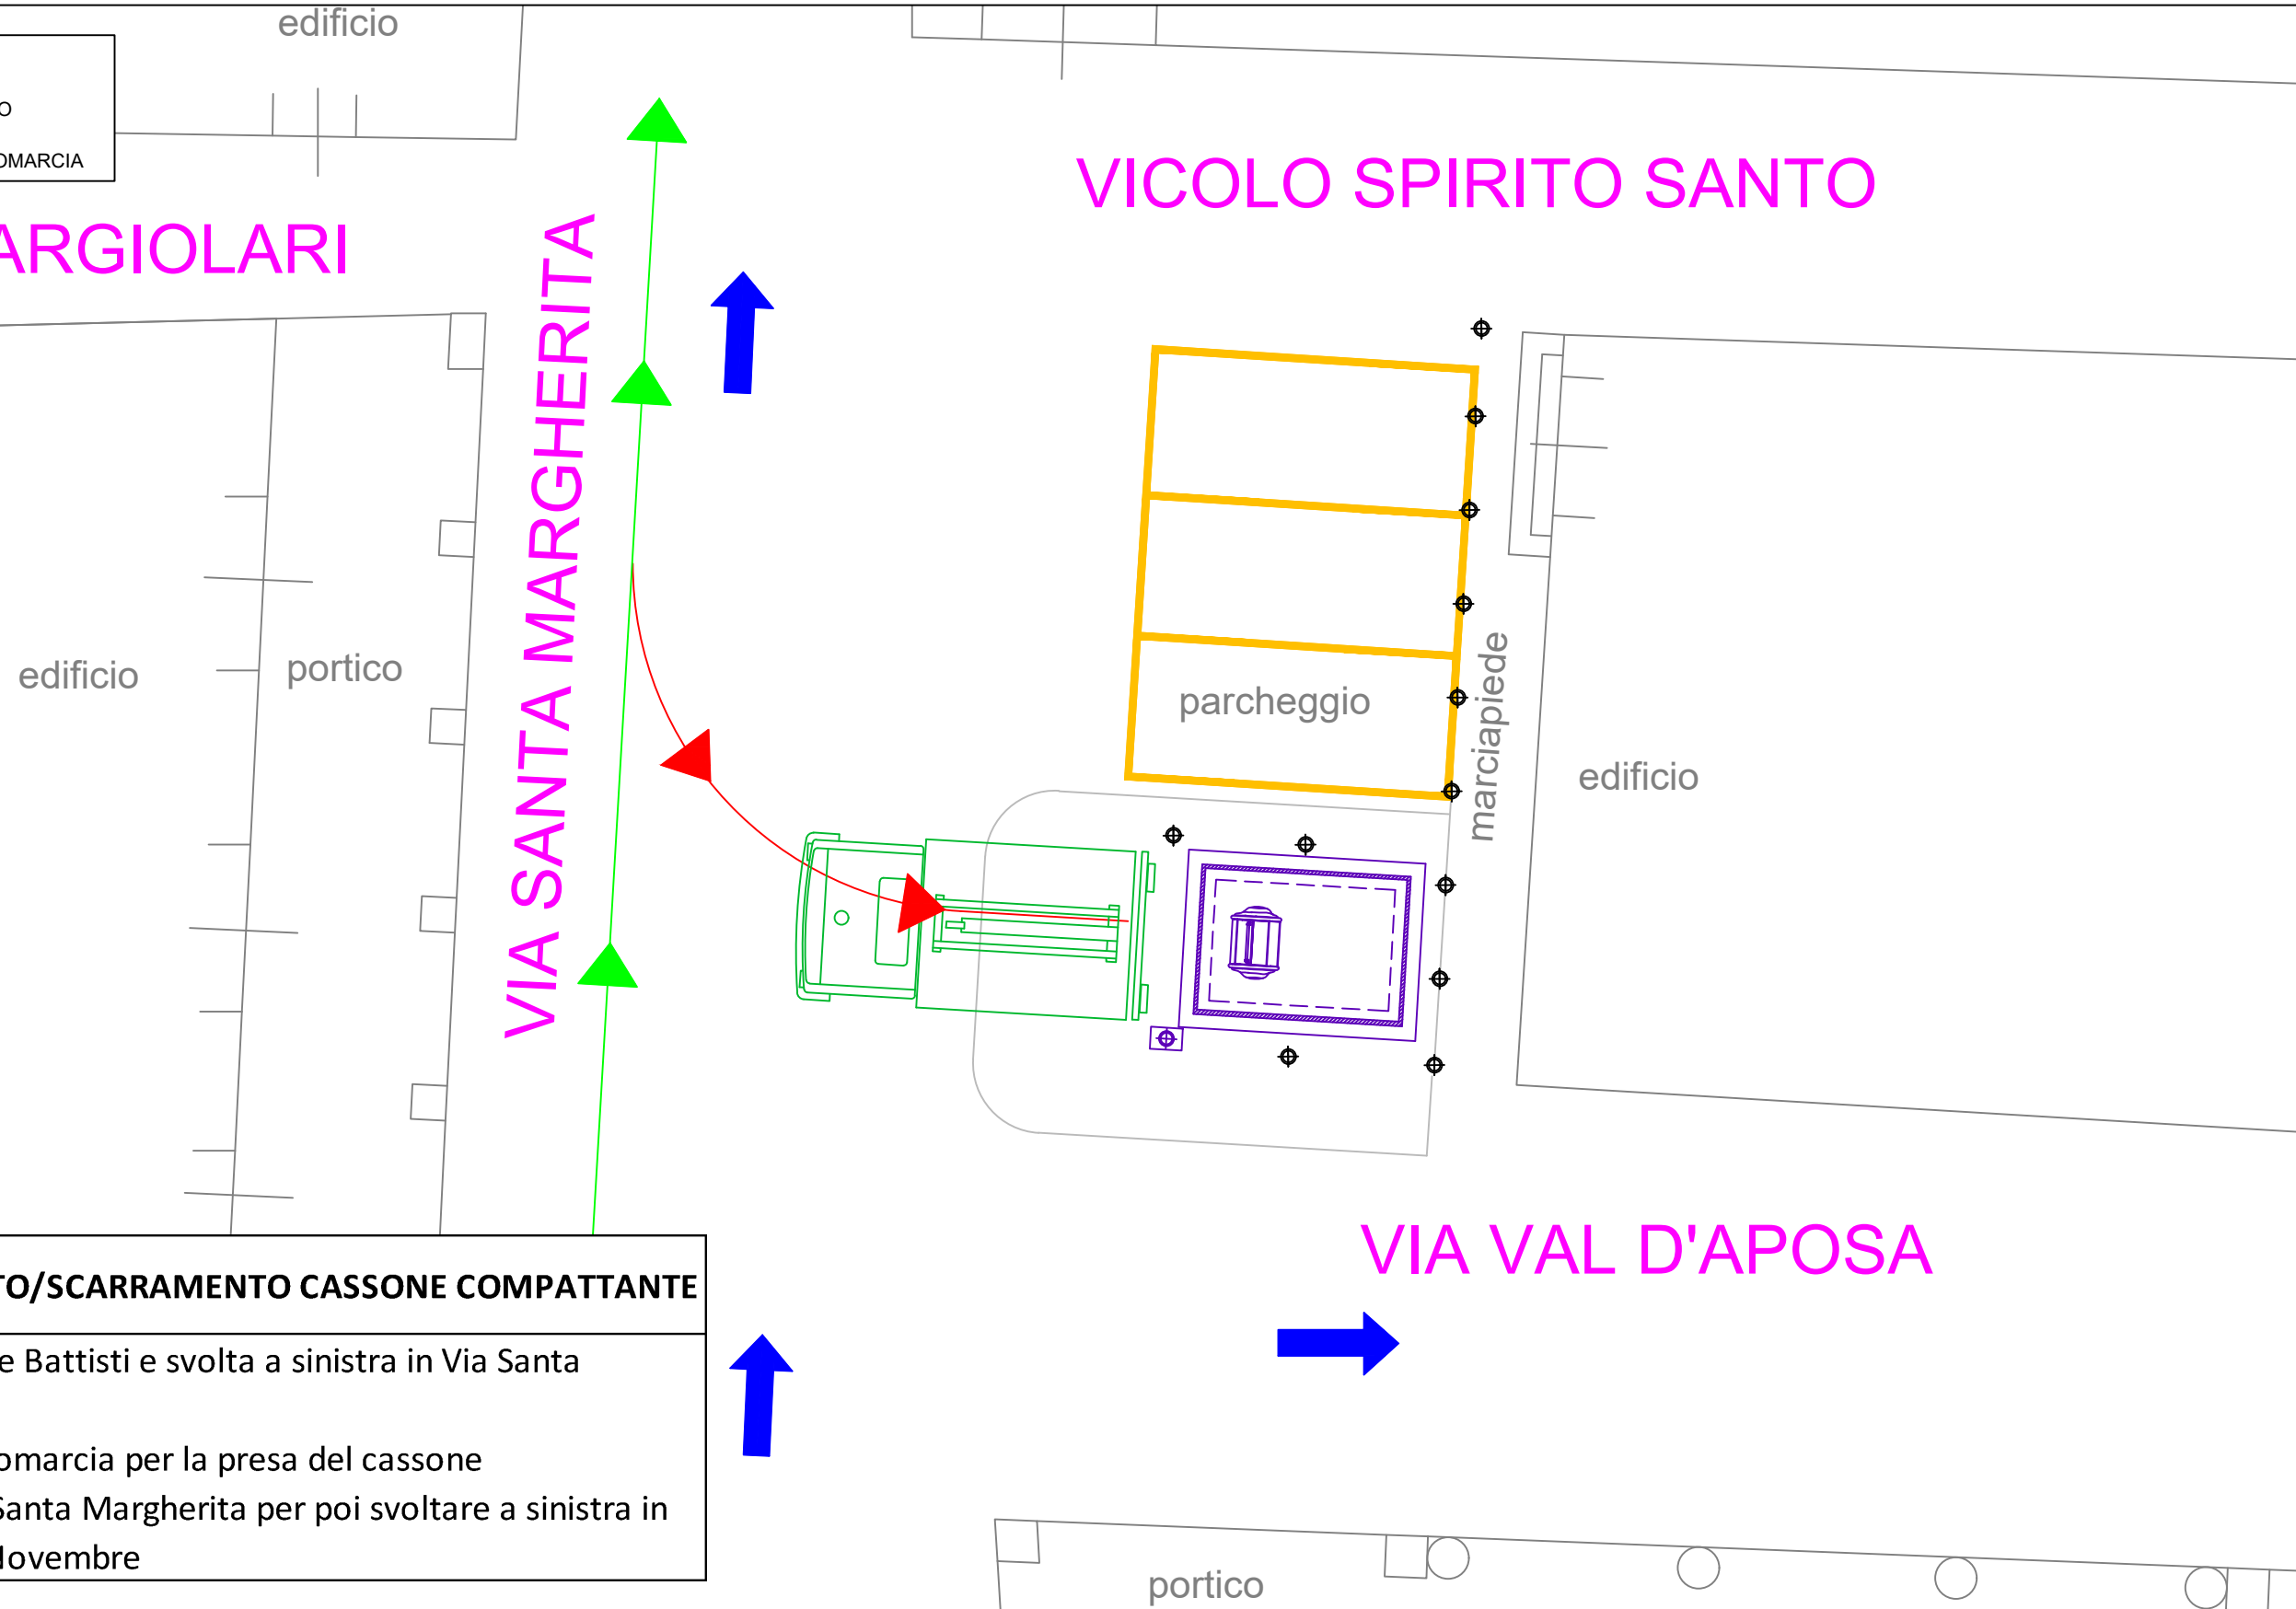 edificio
O
OMARCIA
VICOLO SPIRITO SANTO
ARGIOLARI
VIA SANTA MARGHERITA
edificio
portico
parcheggio
marciapiede
edificio
VIA VAL D'APOSA
TO/SCARRAMENTO CASSONE COMPATTANTE
e Battisti e svolta a sinistra in Via Santa
omarcia per la presa del cassone
Santa Margherita per poi svoltare a sinistra in
Novembre
portico